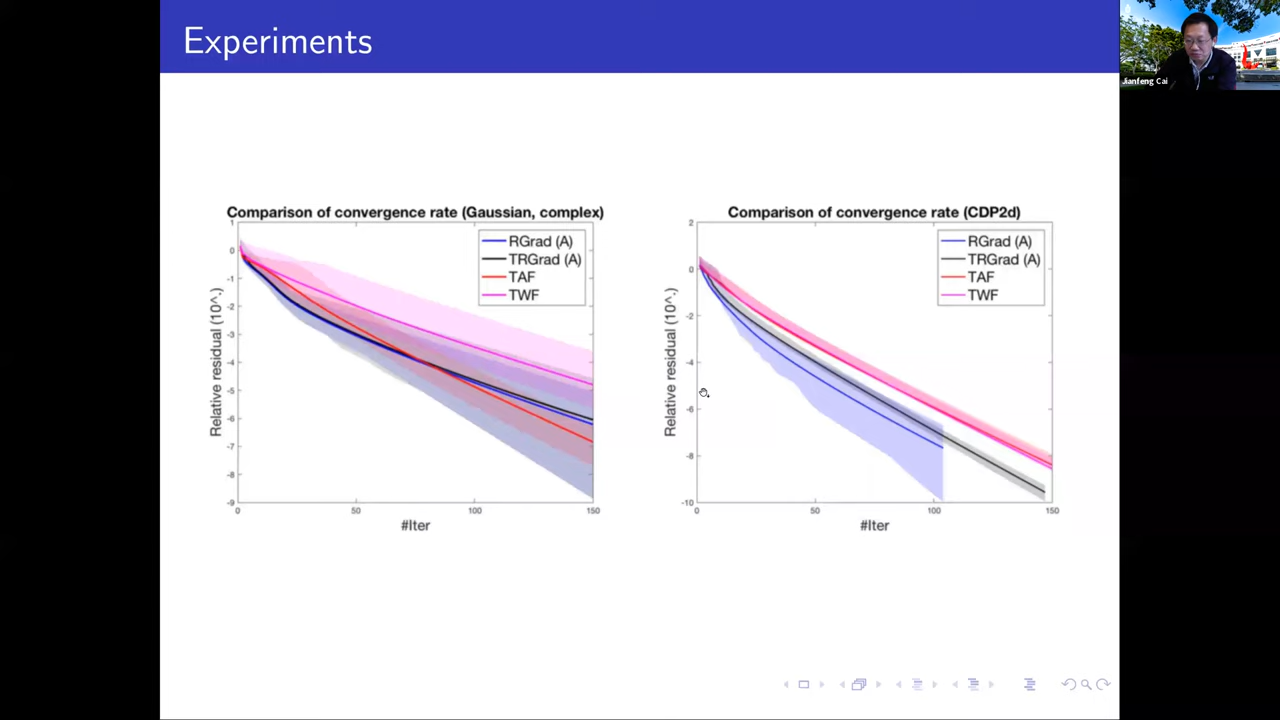 Experiments
Jianfeng Cai
Comparison of convergence rate (Gaussian, complex)
1
0
-1
-2
-3
-4
-5
-6
-7
-8
-9
Relative residual (10^.)
RGrad (A)
TRGrad (A)
TAF
TWF
0 50 100 150
#Iter
Comparison of convergence rate (CDP2d)
2
0
-2
-4
-6
-8
-10
Relative residual (10^.)
RGrad (A)
TRGrad (A)
TAF
TWF
0 50 100 150
#Iter